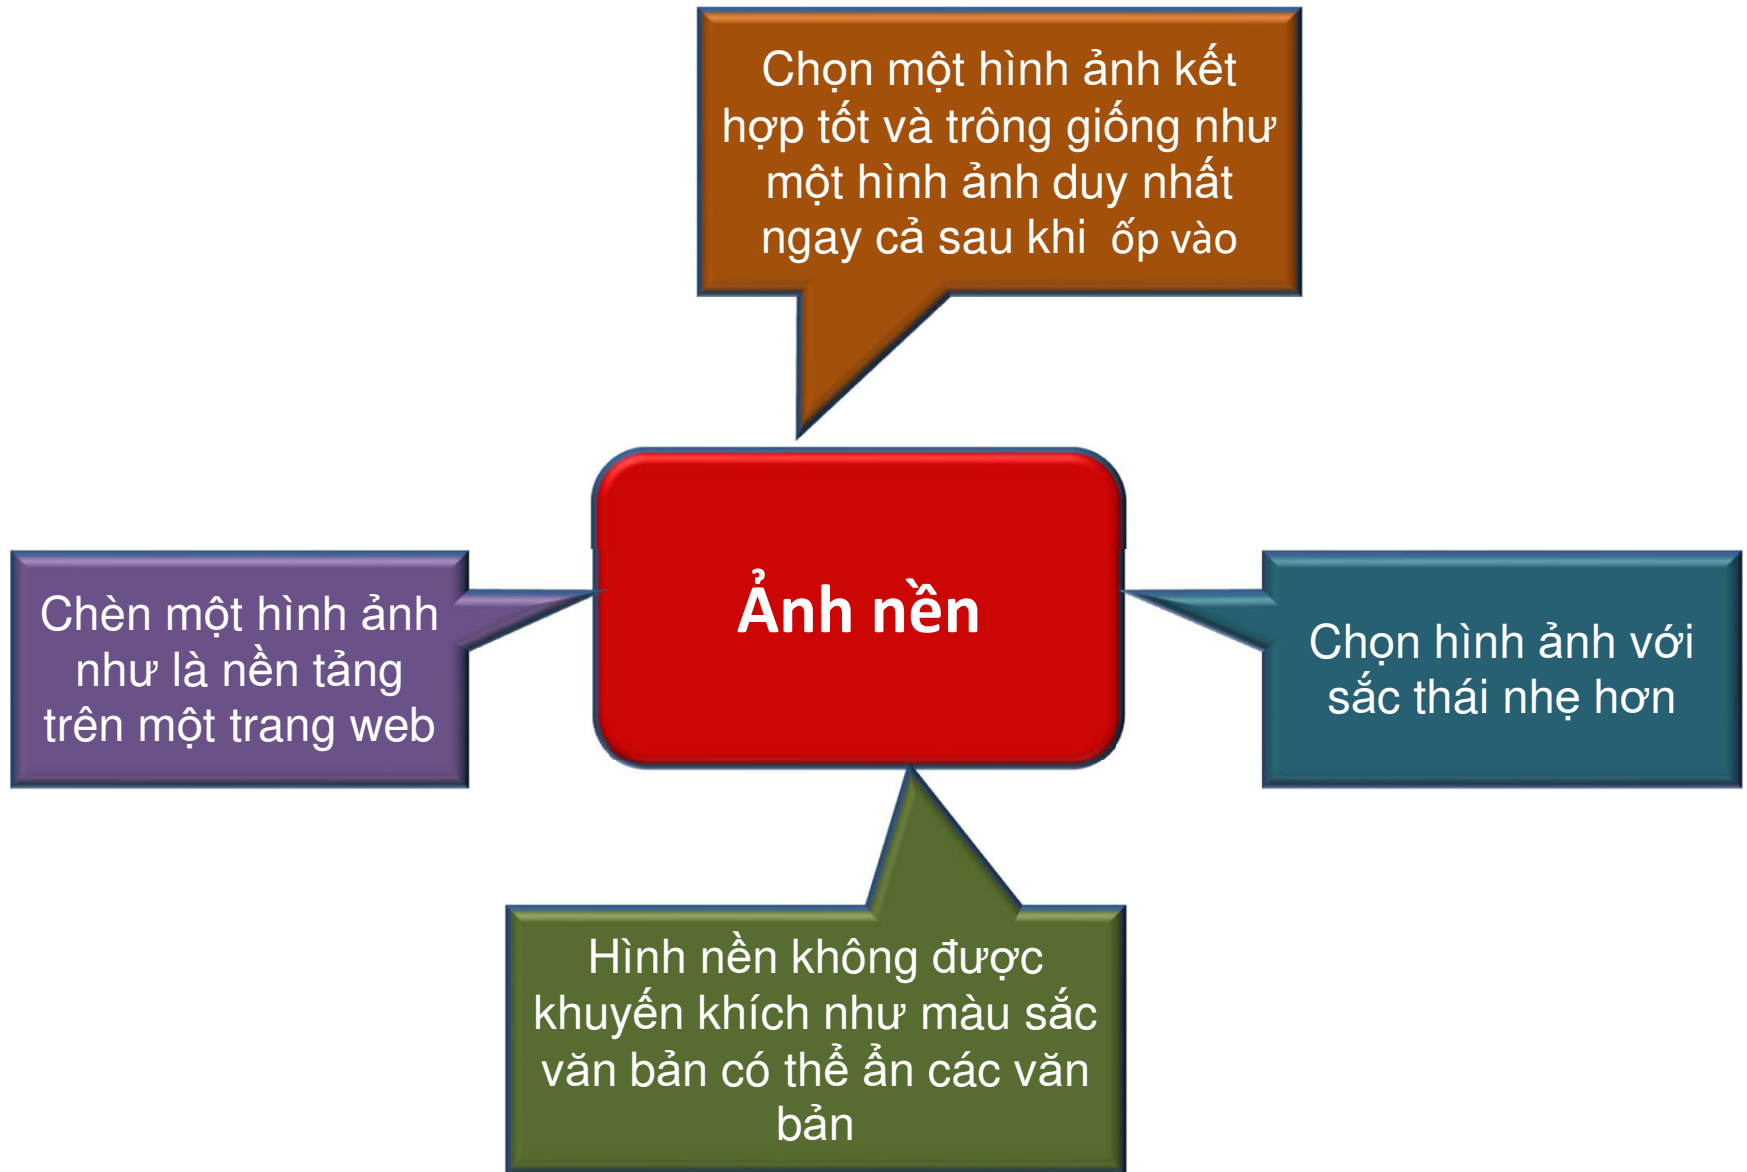 Chọn một hình ảnh kết
hợp tốt và trông giống như
một hình ảnh duy nhất
ngay cả sau khi ốp vào
Ảnh nền
Chèn một hình ảnh
như là nền tảng
trên một trang web
Chọn hình ảnh với
sắc thái nhẹ hơn
Hình nền không được
khuyến khích như màu sắc
văn bản có thể ẩn các văn
bản